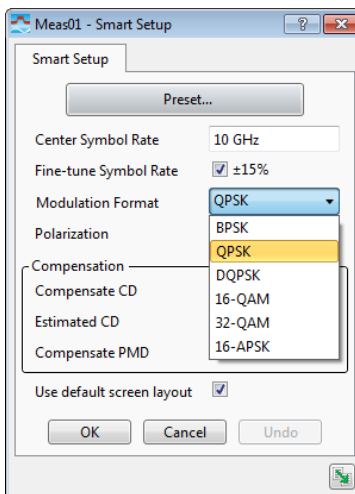 Meas01 - Smart Setup
Smart Setup
Preset...
Center Symbol Rate 10 GHz
Fine-tune Symbol Rate ±15%
Modulation Format QPSK
BPSK
Polarization
QPSK
Compensation
DQPSK
Compensate CD
16-QAM
Estimated CD
32-QAM
Compensate PMD
16-APSK
Use default screen layout
OK Cancel Undo